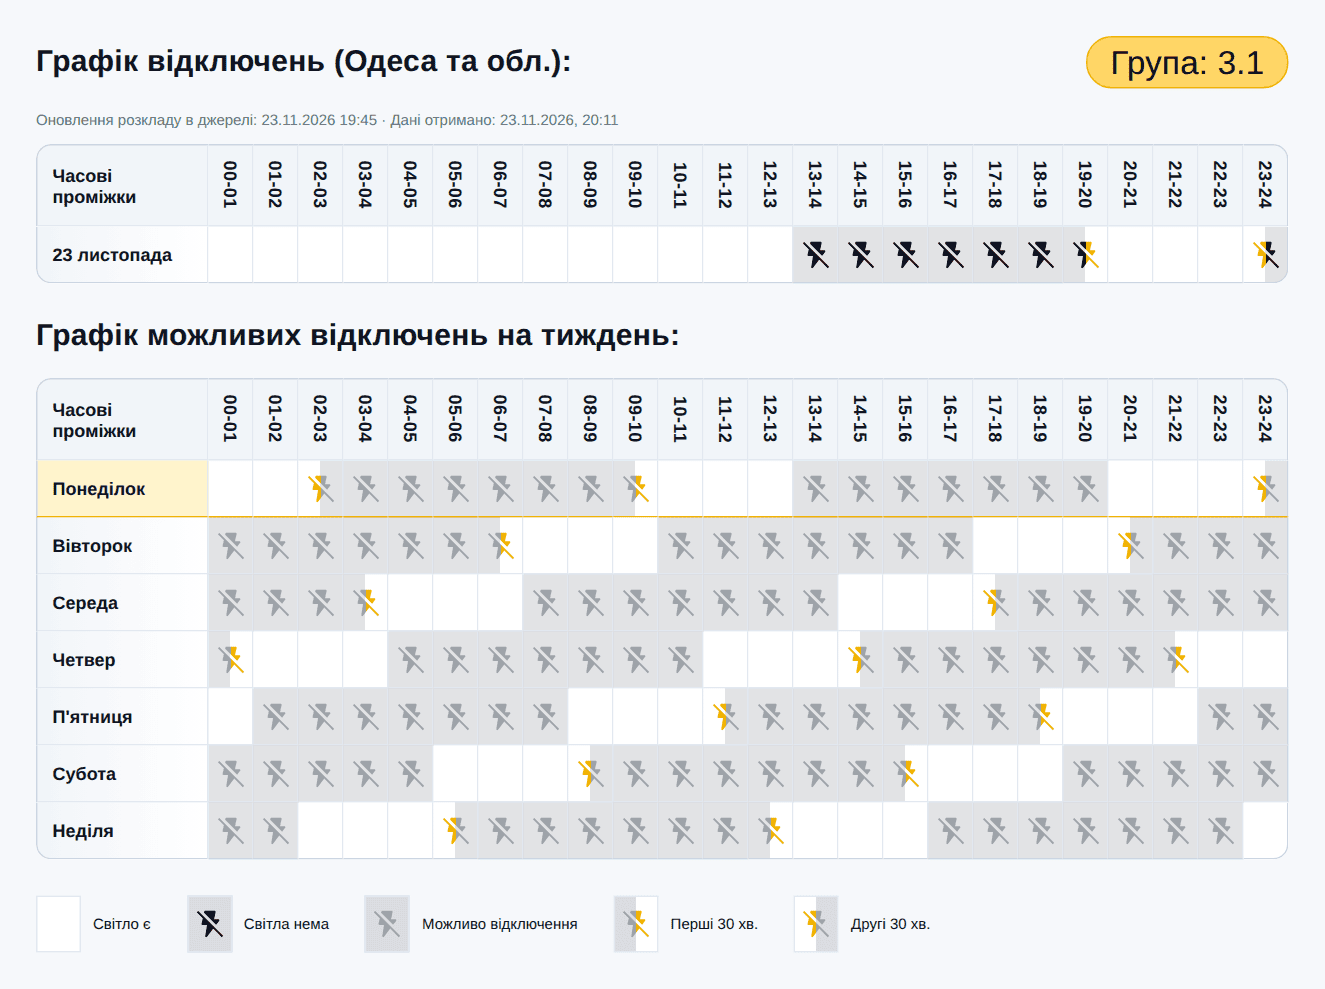 Графік відключень (Одеса та обл.):
Група: 3.1
Оновлення розкладу в джерелі: 23.11.2026 19:45 · Дані отримано: 23.11.2026, 20:11
Часові проміжки 00-01 01-02 02-03 03-04 04-05 05-06 06-07 07-08 08-09 09-10 10-11 11-12 12-13 13-14 14-15 15-16 16-17 17-18 18-19 19-20 20-21 21-22 22-23 23-24
23 листопада
Графік можливих відключень на тиждень:
Часові проміжки 00-01 01-02 02-03 03-04 04-05 05-06 06-07 07-08 08-09 09-10 10-11 11-12 12-13 13-14 14-15 15-16 16-17 17-18 18-19 19-20 20-21 21-22 22-23 23-24
Понеділок
Вівторок
Середа
Четвер
П'ятниця
Субота
Неділя
Світло є Світла нема Можливо відключення Перші 30 хв. Другі 30 хв.